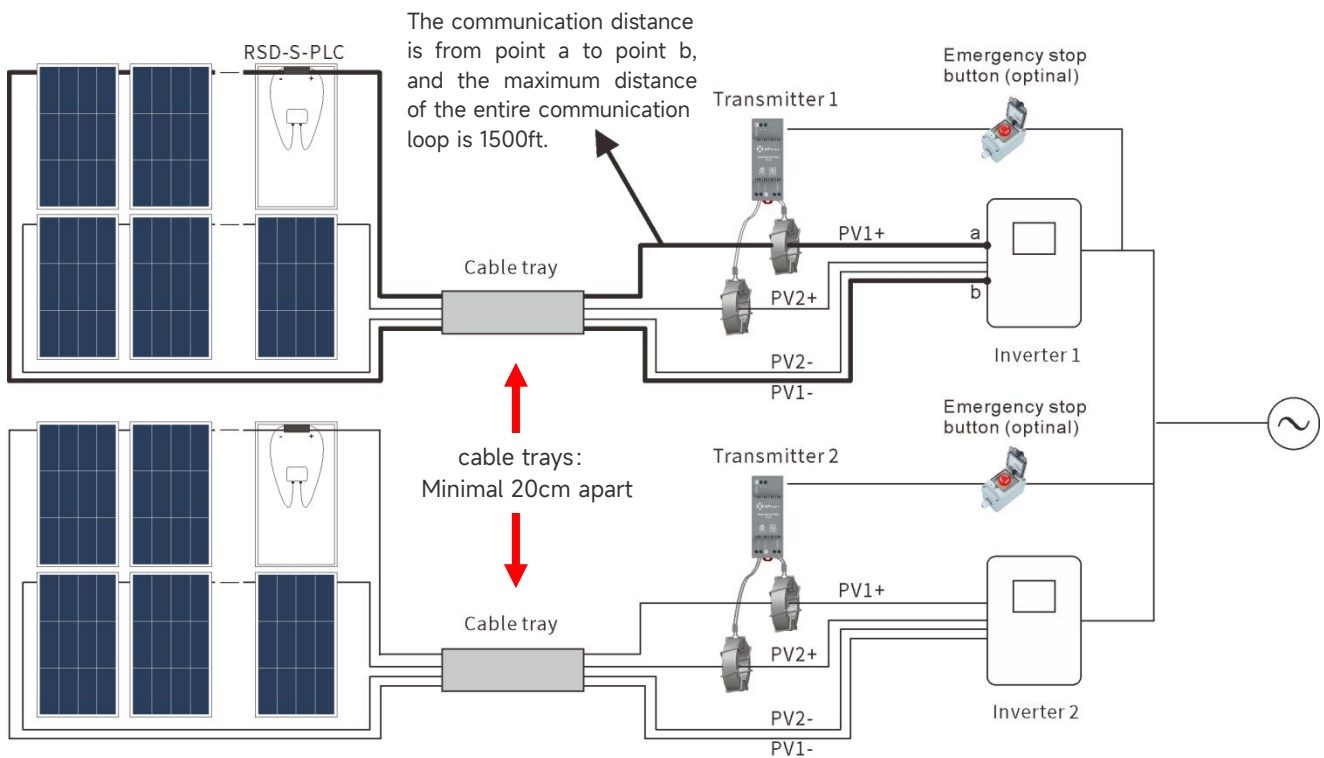 The communication distance
is from point a to point b,
and the maximum distance
of the entire communication
loop is 1500ft.
RSD-S-PLC
- +
Transmitter 1
Emergency stop
button (optinal)
PV1+
a
Cable tray
PV2+
b
PV2-
PV1-
Inverter 1
cable trays:
Minimal 20cm apart
- +
Transmitter 2
Emergency stop
button (optinal)
PV1+
Cable tray
PV2+
PV2-
PV1-
Inverter 2